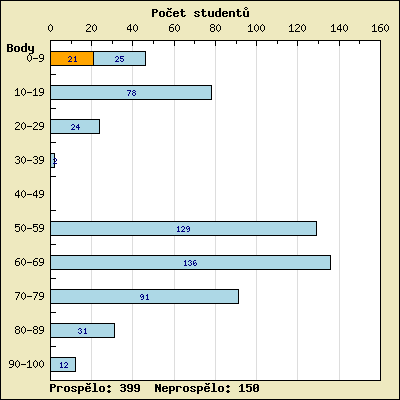 Počet studentů
0 20 40 60 80 100 120 140 160
Body
0-9 21 25
10-19 78
20-29 24
30-39 2
40-49
50-59 129
60-69 136
70-79 91
80-89 31
90-100 12
Prospělo: 399 Neprospělo: 150